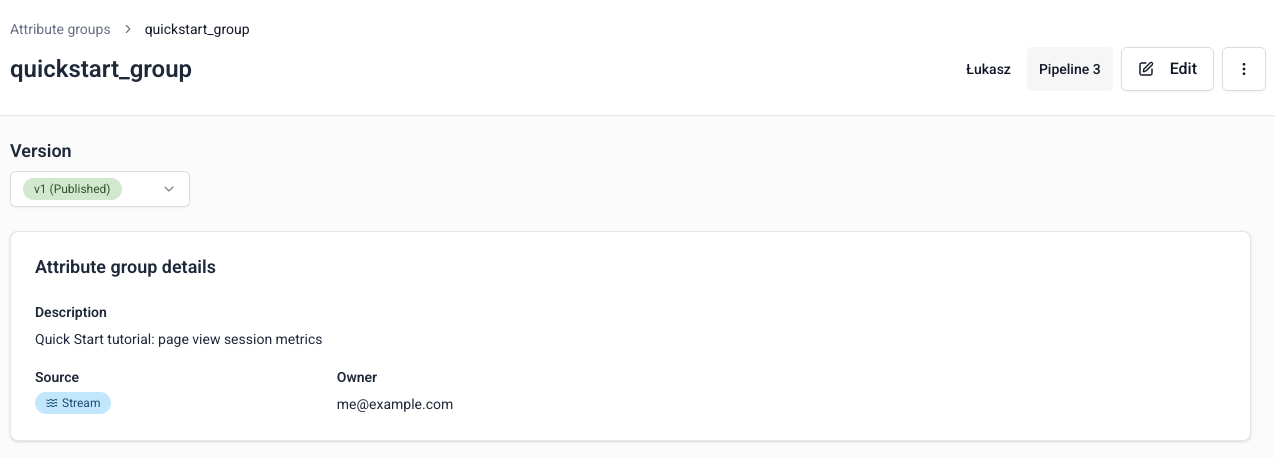 Attribute groups > quickstart_group
quickstart_group
Łukasz Pipeline 3 Edit
Version
v1 (Published)
Attribute group details
Description
Quick Start tutorial: page view session metrics
Source Owner
Stream me@example.com